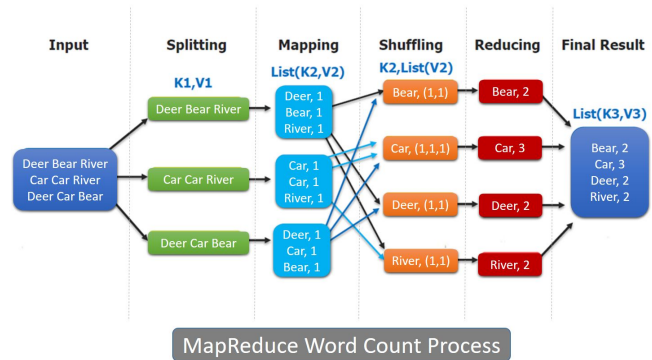 Input
Splitting
Mapping
Shuffling
Reducing
Final Result
K1,V1
List(K2,V2)
K2,List(V2)
List(K3,V3)
Deer Bear River
Car Car River
Deer Car Bear
Deer Bear River
Car Car River
Deer Car Bear
Deer, 1
Bear, 1
River, 1
Car, 1
Car, 1
River, 1
Deer, 1
Car, 1
Bear, 1
Bear, (1,1)
Car, (1,1,1)
Deer, (1,1)
River, (1,1)
Bear, 2
Car, 3
Deer, 2
River, 2
Bear, 2
Car, 3
Deer, 2
River, 2
MapReduce Word Count Process